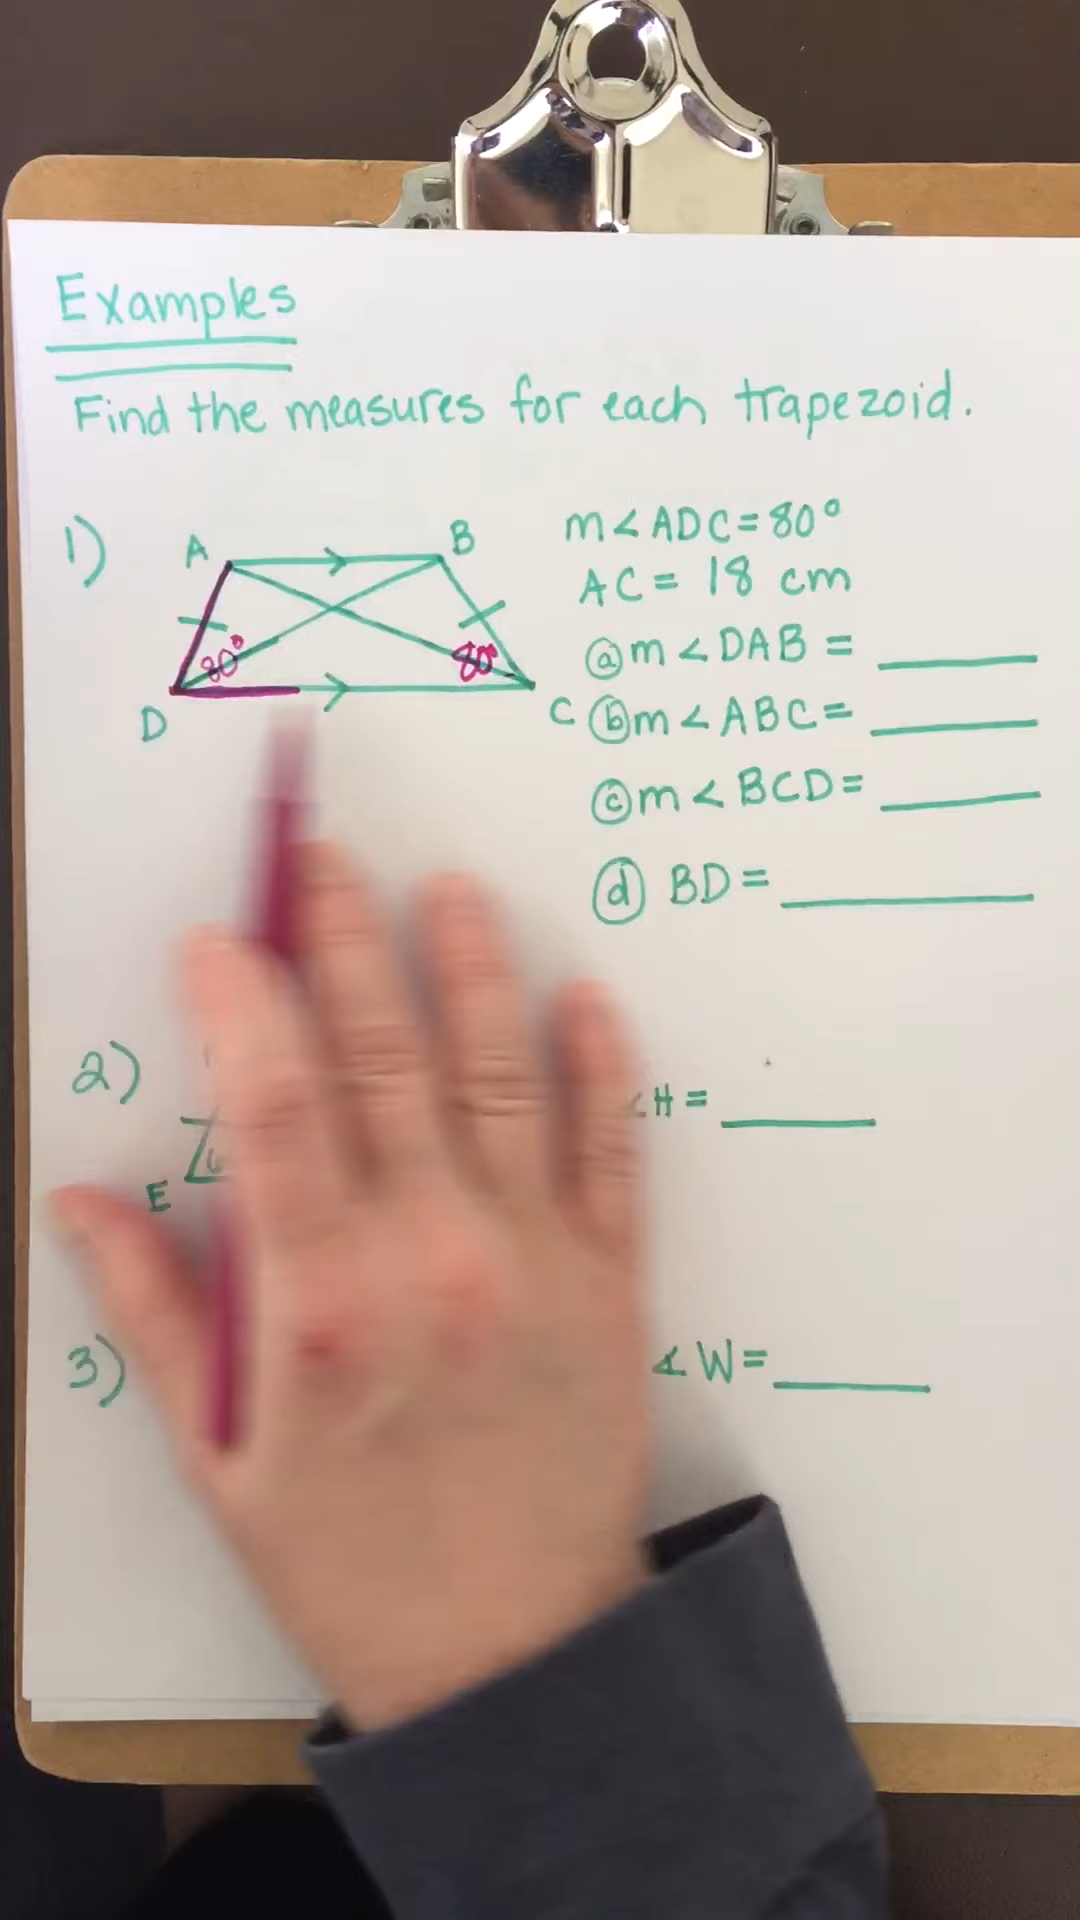 Examples
Find the measures for each trapezoid.
1)
A
B
80°
80°
D
C
m∠ADC = 80°
AC = 18 cm
ⓐ m∠DAB = ____
ⓑ m∠ABC = ____
ⓒ m∠BCD = ____
ⓓ BD = ____
2)
E
∠H = ____
3)
∡W = ____